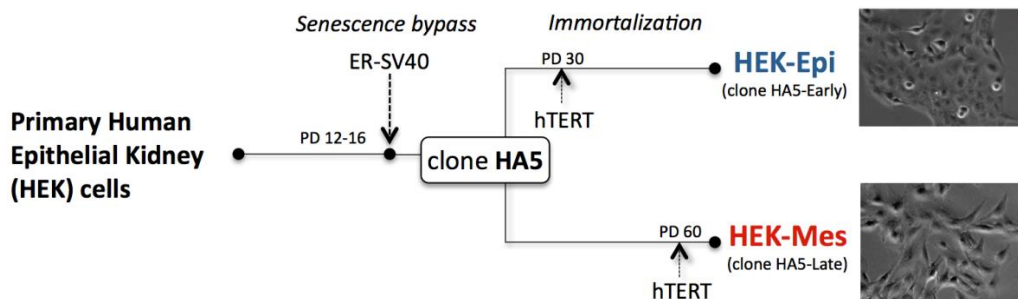 Senescence bypass
Immortalization
ER-SV40
PD 30
HEK-Epi
(clone HA5-Early)
hTERT
Primary Human
Epithelial Kidney
(HEK) cells
PD 12-16
clone HA5
PD 60
HEK-Mes
(clone HA5-Late)
hTERT